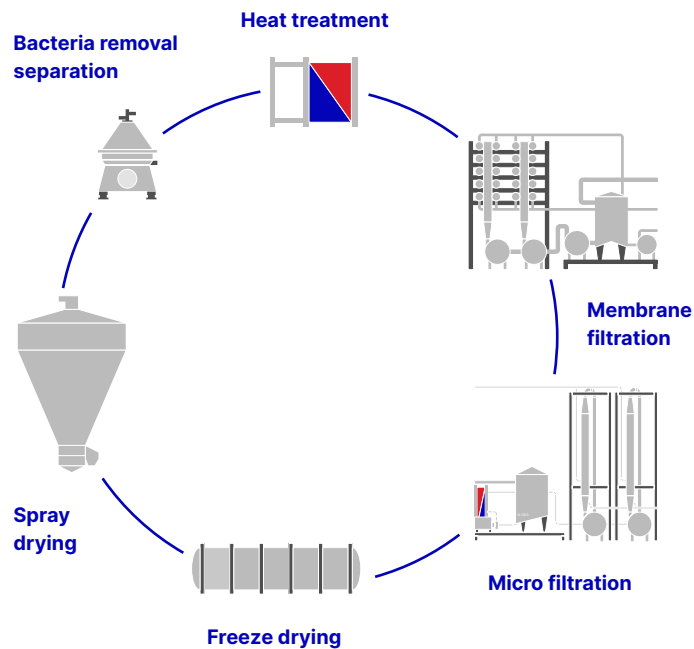 Heat treatment
Bacteria removal
separation
Membrane
filtration
Spray
drying
Micro filtration
Freeze drying